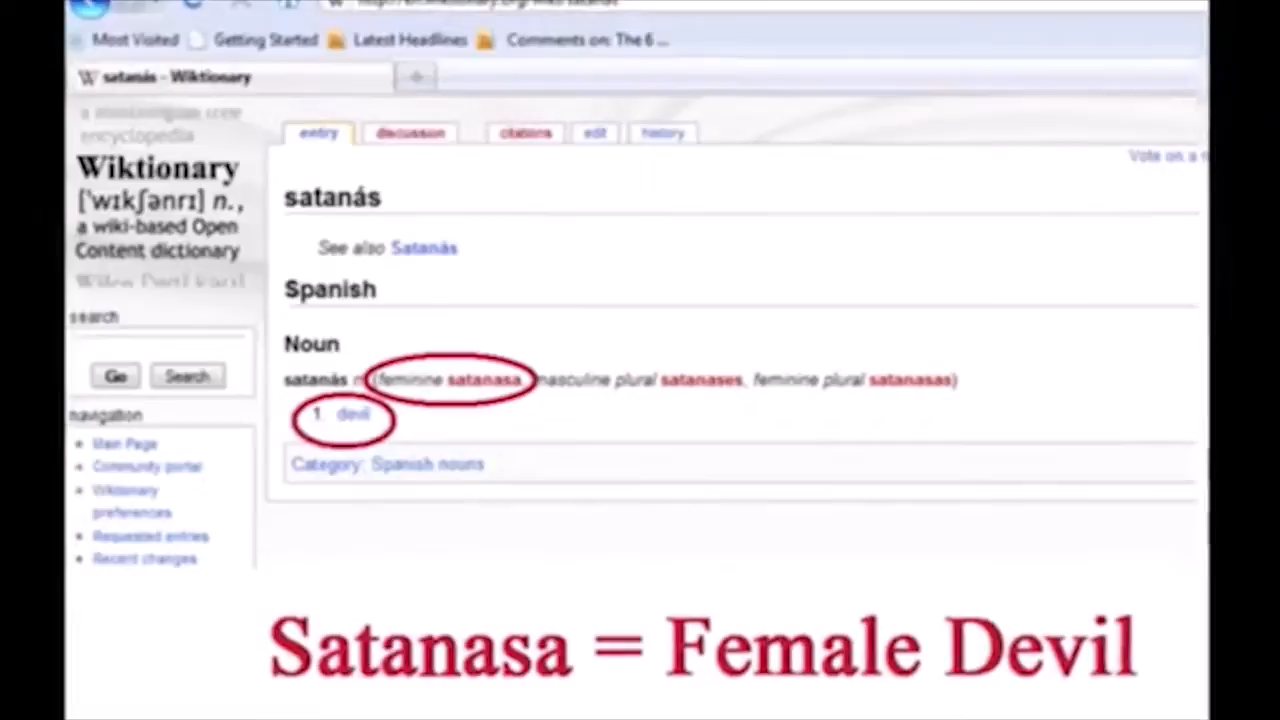 Most Visited Getting Started Latest Headlines Comments on: The 6 ...
satanás - Wiktionary
encyclopedia
entry discussion citations edit history
Vote on a
Wiktionary
['wɪkʃənrɪ] n.,
a wiki-based Open
Content dictionary
satanás
See also Satanás
Spanish
search
Go Search
Noun
satanás m (feminine satanasa, masculine plural satanases, feminine plural satanasas)
1. devil
navigation
Main Page
Community portal
Wiktionary
preferences
Requested entries
Recent changes
Category: Spanish nouns
Satanasa = Female Devil